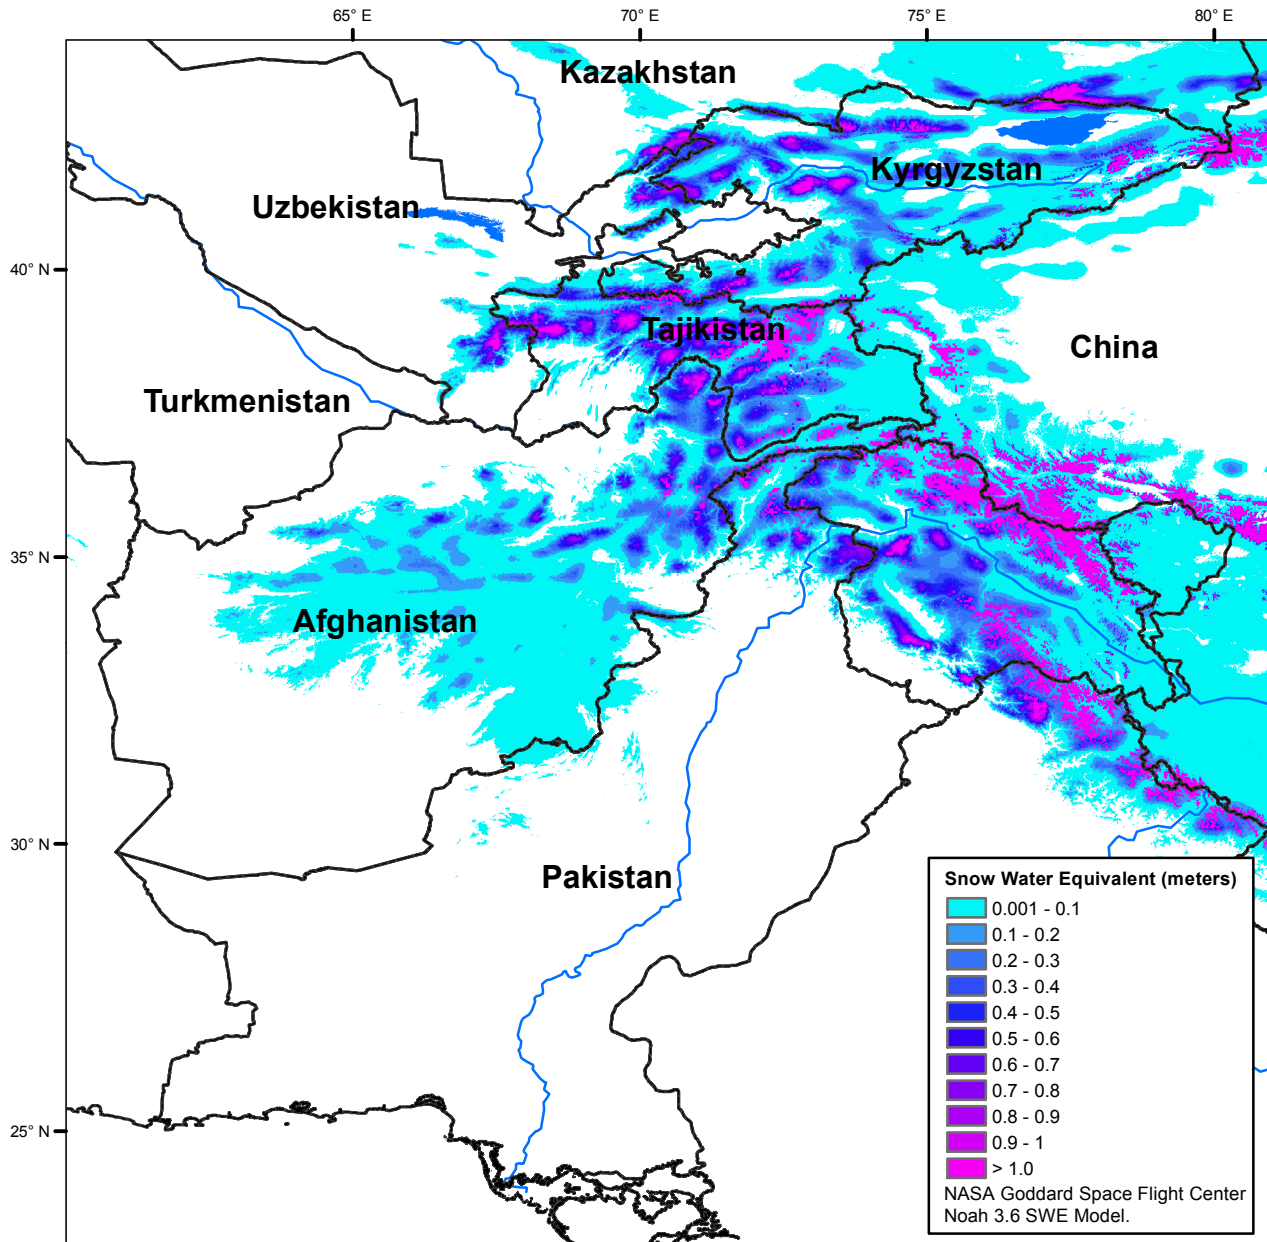 65° E
70° E
75° E
80° E
Kazakhstan
Kyrgyzstan
Uzbekistan
40° N
Tajikistan
China
Turkmenistan
35° N
Afghanistan
30° N
Pakistan
25° N
Snow Water Equivalent (meters)
0.001 - 0.1
0.1 - 0.2
0.2 - 0.3
0.3 - 0.4
0.4 - 0.5
0.5 - 0.6
0.6 - 0.7
0.7 - 0.8
0.8 - 0.9
0.9 - 1
> 1.0
NASA Goddard Space Flight Center
Noah 3.6 SWE Model.